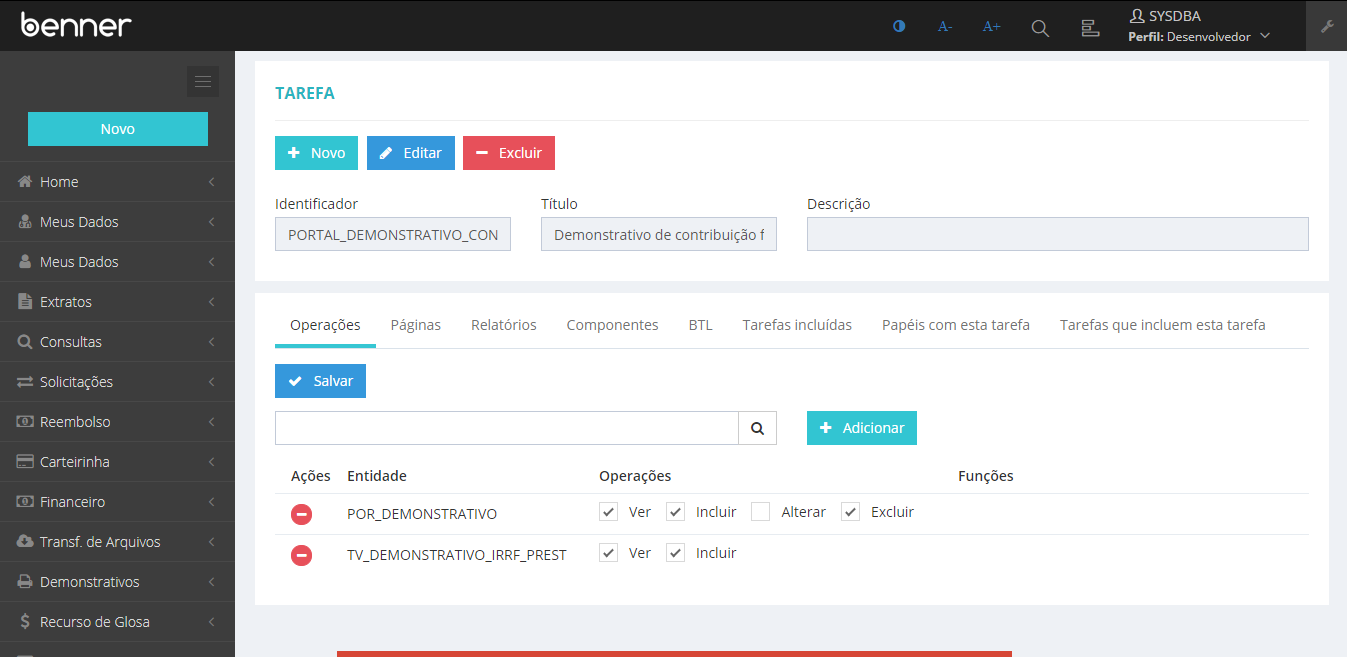 benner
A-
A+
SYSDBA
Perfil: Desenvolvedor
Novo
Home
Meus Dados
Meus Dados
Extratos
Consultas
Solicitações
Reembolso
Carteirinha
Financeiro
Transf. de Arquivos
Demonstrativos
Recurso de Glosa
TAREFA
Novo Editar Excluir
Identificador Título Descrição
PORTAL_DEMONSTRATIVO_CON Demonstrativo de contribuição f
Operações Páginas Relatórios Componentes BTL Tarefas incluídas Papéis com esta tarefa Tarefas que incluem esta tarefa
Salvar
Adicionar
Ações Entidade Operações Funções
POR_DEMONSTRATIVO Ver Incluir Alterar Excluir
TV_DEMONSTRATIVO_IRRF_PREST Ver Incluir